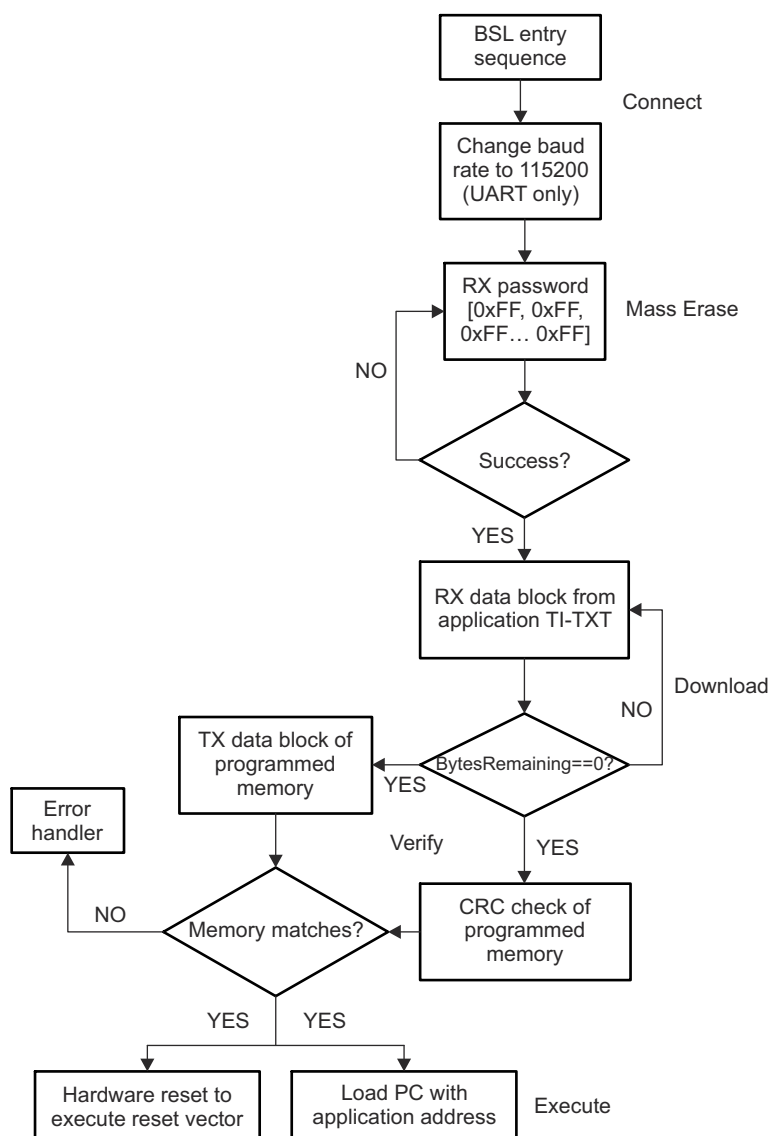 BSL entry
sequence
Connect
Change baud
rate to 115200
(UART only)
RX password
[0xFF, 0xFF,
0xFF… 0xFF]
Mass Erase
NO
Success?
YES
RX data block from
application TI-TXT
Download
NO
TX data block of
programmed
memory
BytesRemaining==0?
YES
Error
handler
Verify
YES
NO
Memory matches?
CRC check of
programmed
memory
YES
YES
Hardware reset to
execute reset vector
Load PC with
application address
Execute